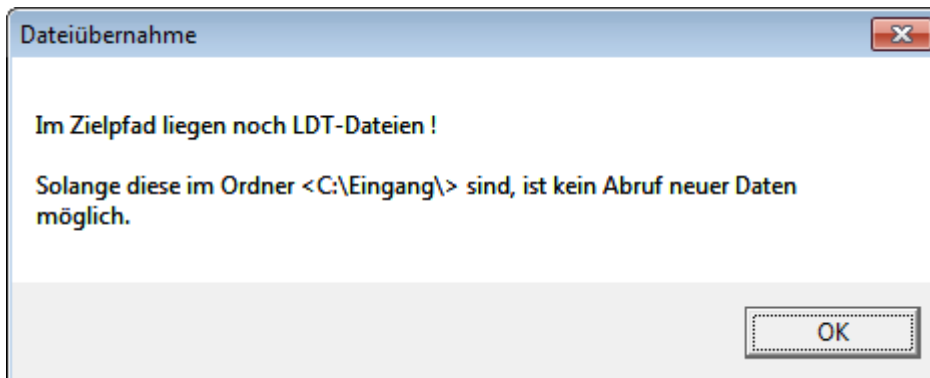 Dateiübernahme
Im Zielpfad liegen noch LDT-Dateien !
Solange diese im Ordner <C:\Eingang\> sind, ist kein Abruf neuer Daten
möglich.
OK